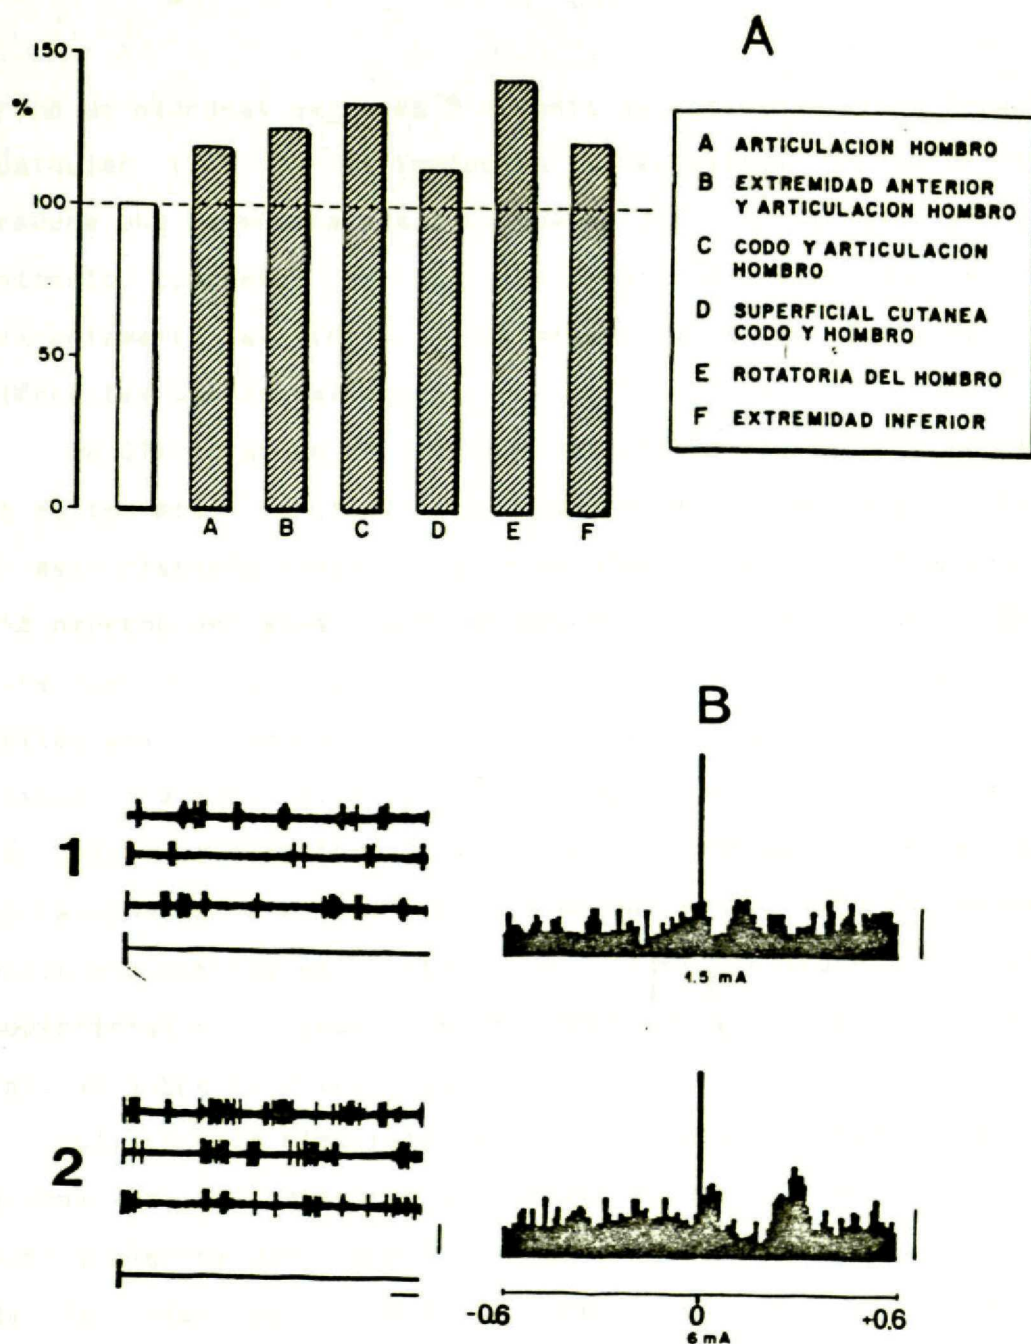 A
150
%
100
50
0
A B C D E F
A ARTICULACION HOMBRO
B EXTREMIDAD ANTERIOR
Y ARTICULACION HOMBRO
C CODO Y ARTICULACION
HOMBRO
D SUPERFICIAL CUTANEA
CODO Y HOMBRO
E ROTATORIA DEL HOMBRO
F EXTREMIDAD INFERIOR
B
1
1.5 mA
2
-0.6 0 +0.6
6 mA